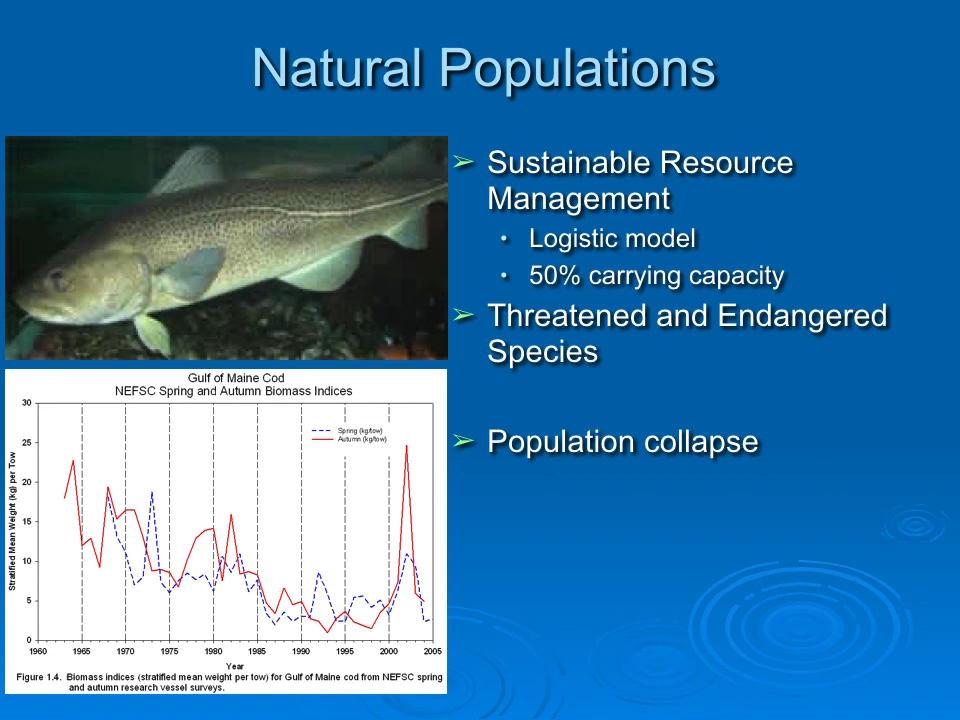 Natural Populations
➢ Sustainable Resource
Management
• Logistic model
• 50% carrying capacity
➢ Threatened and Endangered
Species
➢ Population collapse
Gulf of Maine Cod
NEFSC Spring and Autumn Biomass Indices
Spring (kg/tow)
Autumn (kg/tow)
Stratified Mean Weight (kg) per Tow
30
25
20
15
10
5
0
1960 1965 1970 1975 1980 1985 1990 1995 2000 2005
Year
Figure 1.4. Biomass indices (stratified mean weight per tow) for Gulf of Maine cod from NEFSC spring
and autumn research vessel surveys.